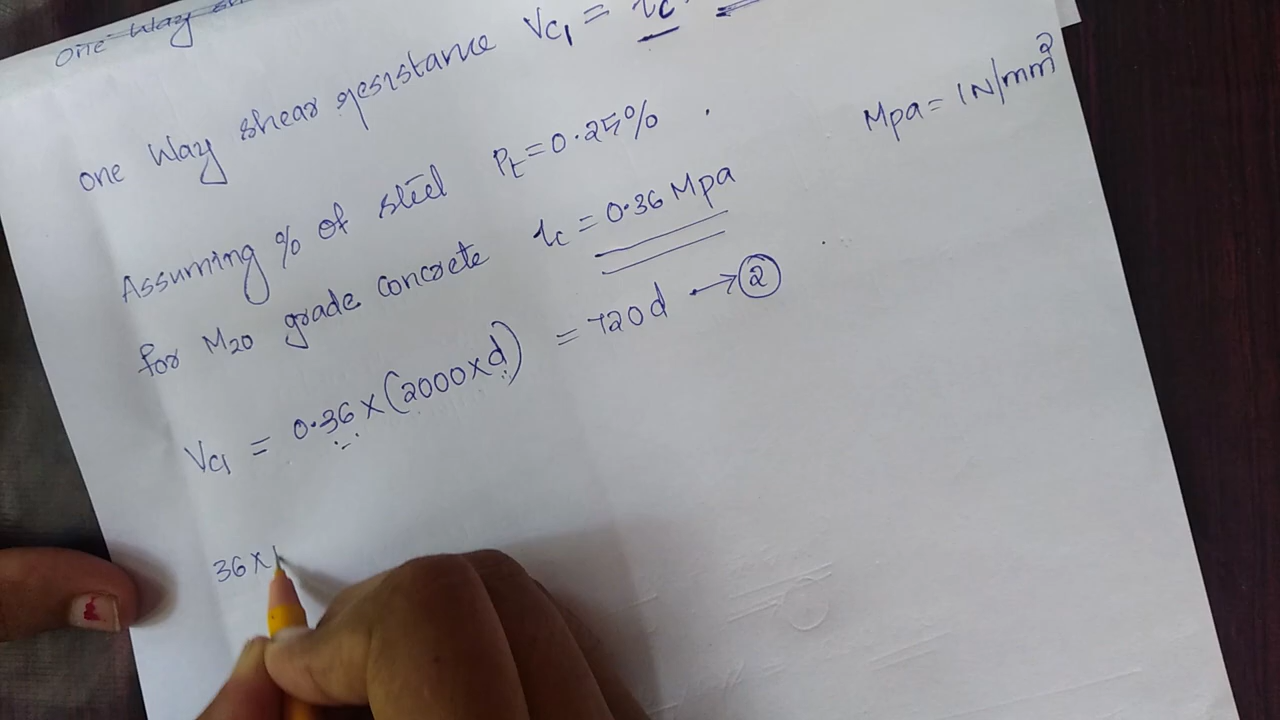 One Way
one Way shear resistance Vc1 = τc
Assuming % of steel Pt = 0.25%
Mpa = 1N/mm²
for M20 grade concrete τc = 0.36 Mpa
Vc1 = 0.36 x (2000 x d) = 720d → ②
36 x